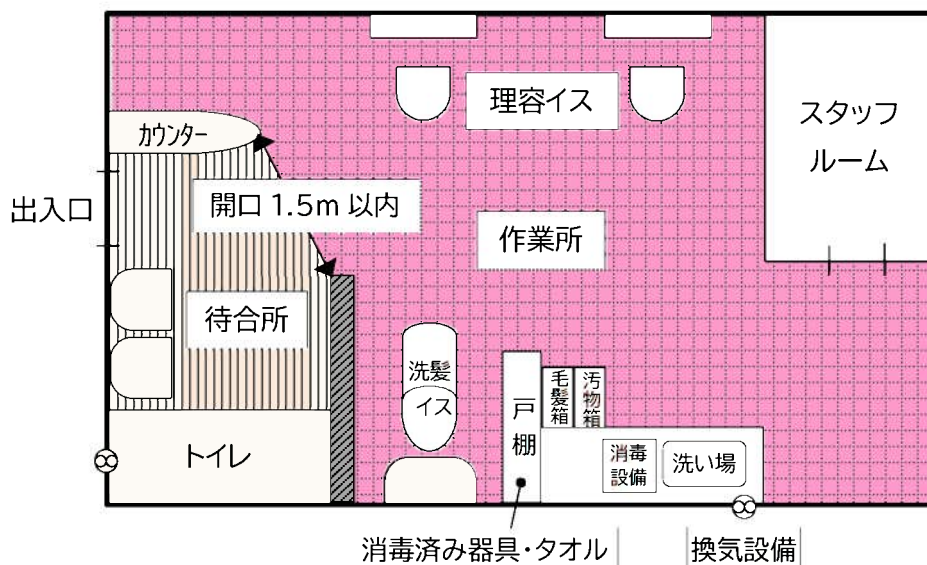 理容イス
スタッフ
ルーム
カウンター
出入口
開口 1.5m 以内
作業所
待合所
洗髪
イス
戸棚
毛髪箱
汚物箱
トイレ
消毒
設備
洗い場
消毒済み器具・タオル
換気設備